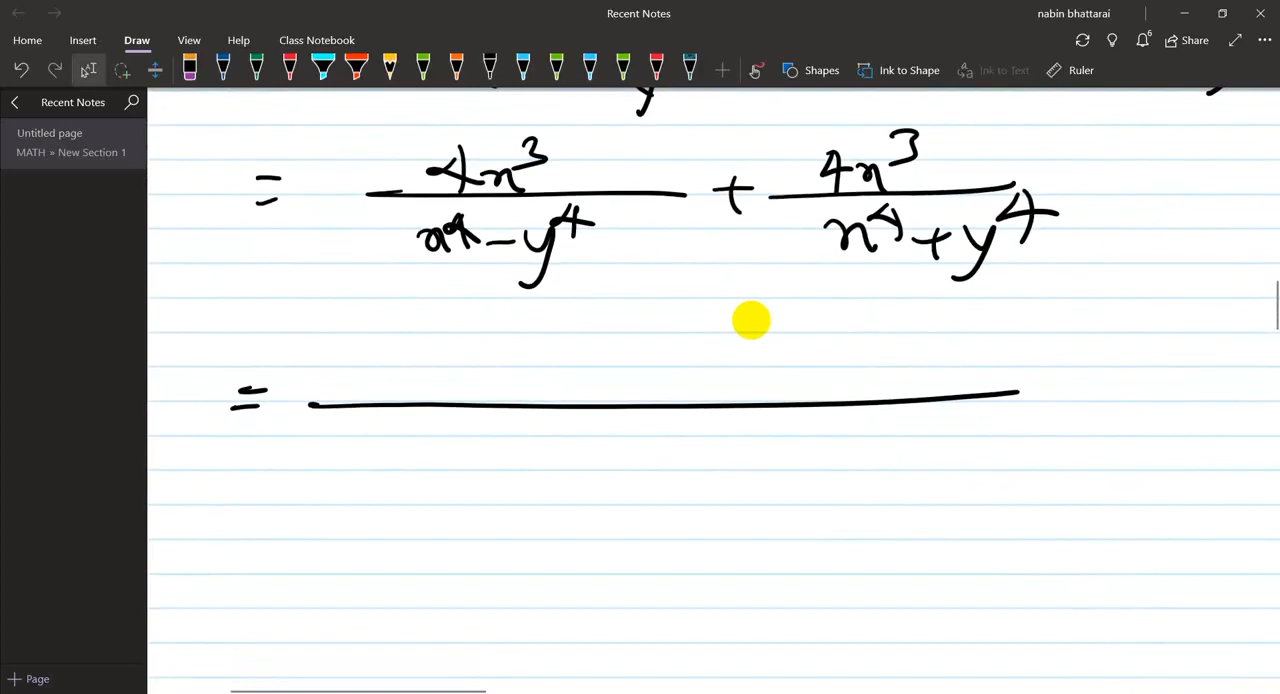 Recent Notes
nabin bhattarai
Home Insert Draw View Help Class Notebook
6 Share
Shapes Ink to Shape Ink to Text Ruler
Recent Notes
Untitled page
MATH » New Section 1
y
= 4x³/(x⁴ - y⁴) + 4x³/(x⁴ + y⁴)
=
+ Page